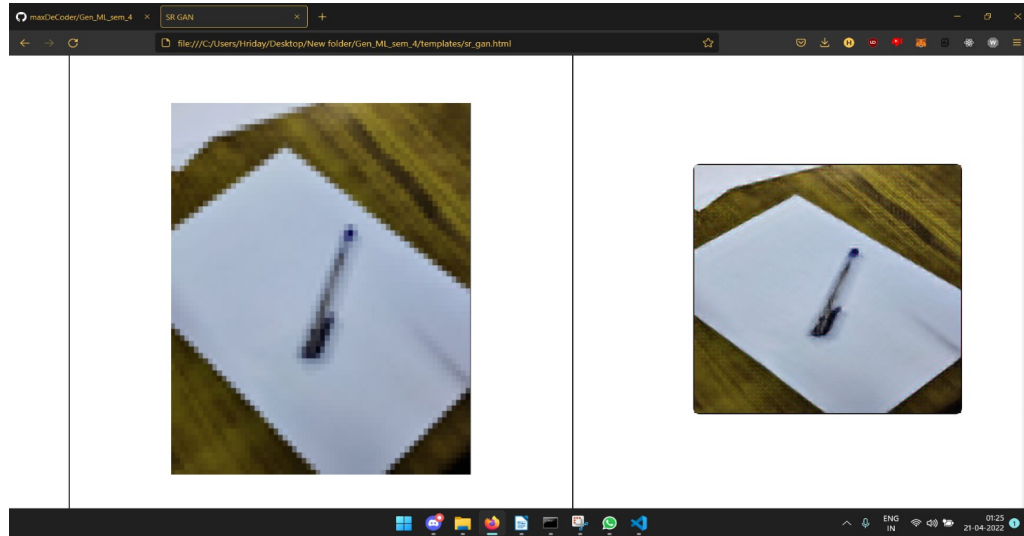 maxDeCoder/Gen_ML_sem_4
SR GAN
file:///C:/Users/Hriday/Desktop/New folder/Gen_ML_sem_4/templates/sr_gan.html
H
W
ENG
IN
01:25
21-04-2022
1